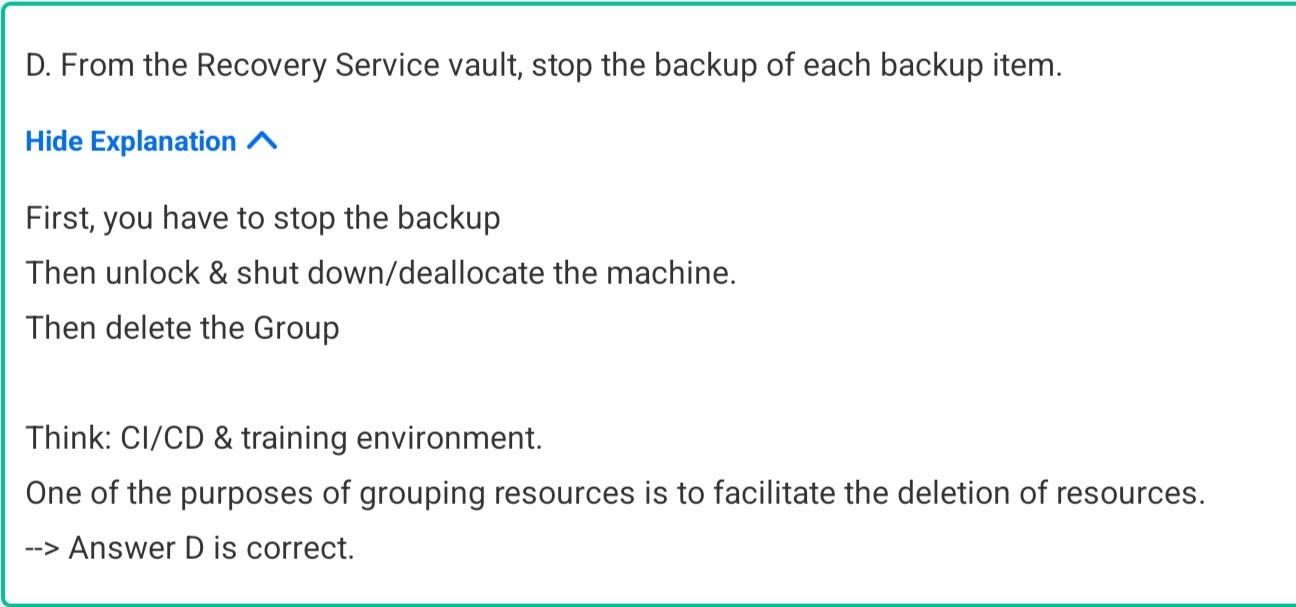 D. From the Recovery Service vault, stop the backup of each backup item.
Hide Explanation
First, you have to stop the backup
Then unlock & shut down/deallocate the machine.
Then delete the Group
Think: CI/CD & training environment.
One of the purposes of grouping resources is to facilitate the deletion of resources.
--> Answer D is correct.